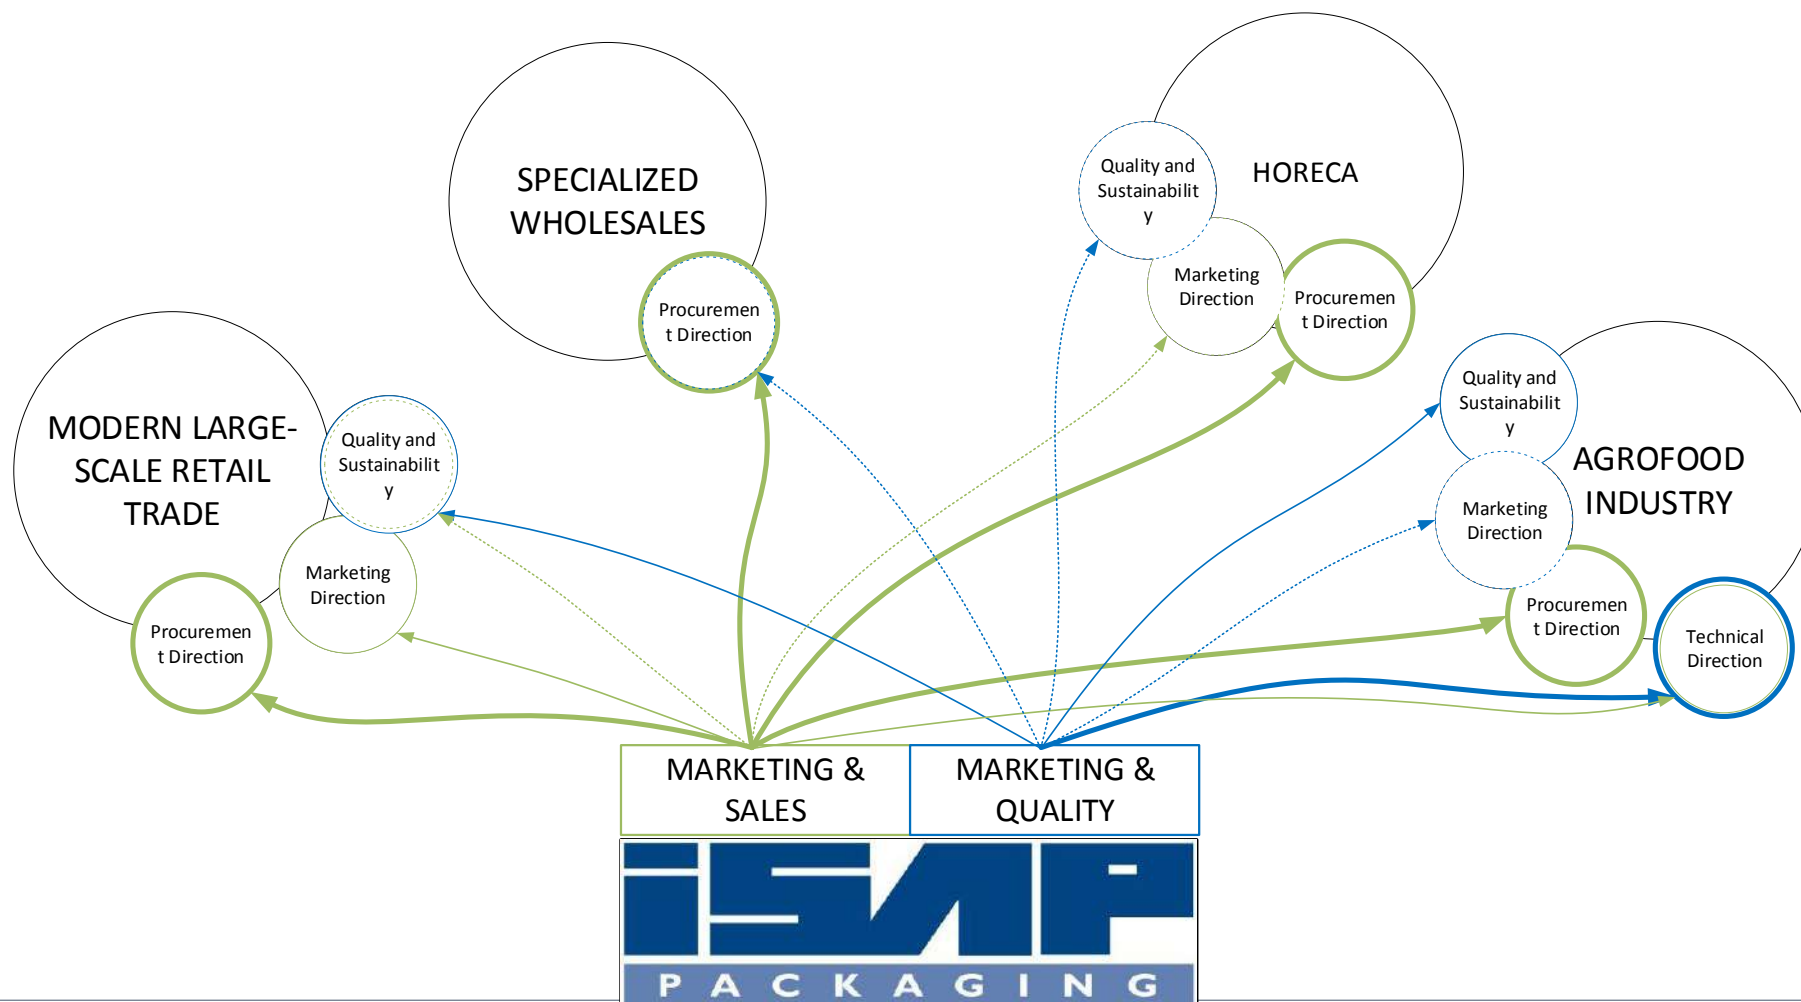 SPECIALIZED
WHOLESALES
Procuremen
t Direction
HORECA
Quality and
Sustainabilit
y
Marketing
Direction
Procuremen
t Direction
MODERN LARGE-
SCALE RETAIL
TRADE
Quality and
Sustainabilit
y
Marketing
Direction
Procuremen
t Direction
AGROFOOD
INDUSTRY
Quality and
Sustainabilit
y
Marketing
Direction
Procuremen
t Direction
Technical
Direction
MARKETING &
SALES
MARKETING &
QUALITY
iSAP
PACKAGING